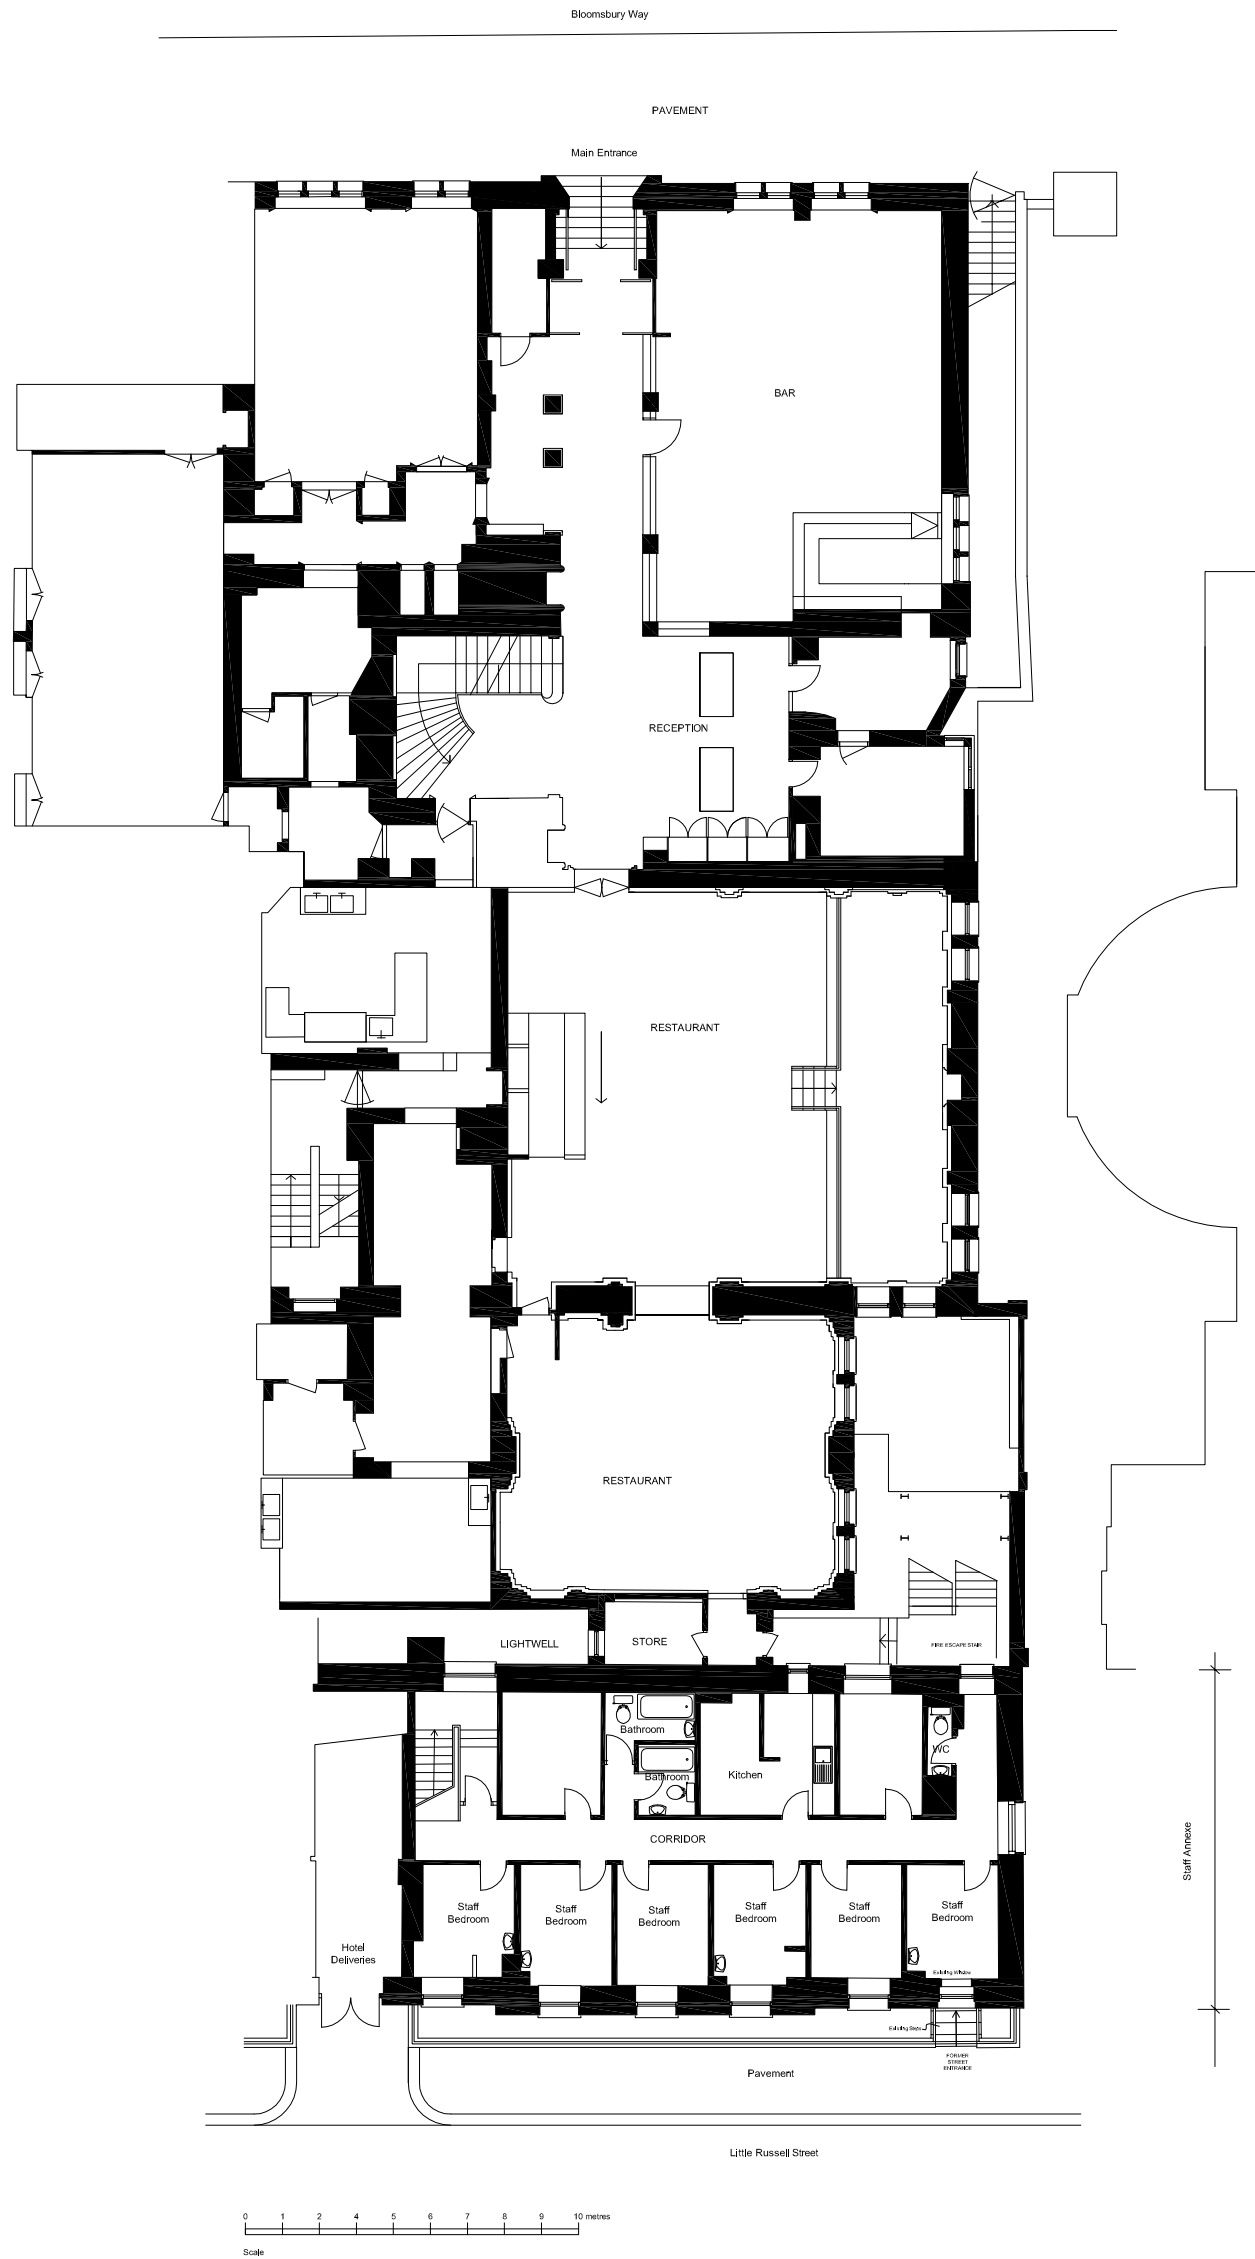 Bloomsbury Way
PAVEMENT
Main Entrance
BAR
RECEPTION
RESTAURANT
RESTAURANT
LIGHTWELL
STORE
FIRE ESCAPE STAIR
Bathroom
WC
Bathroom
Kitchen
CORRIDOR
Staff Annexe
Staff
Bedroom
Staff
Bedroom
Staff
Bedroom
Staff
Bedroom
Staff
Bedroom
Staff
Bedroom
Hotel
Deliveries
Existing Window
Existing Steps
FORMER
STREET
ENTRANCE
Pavement
Little Russell Street
0 1 2 3 4 5 6 7 8 9 10 metres
Scale